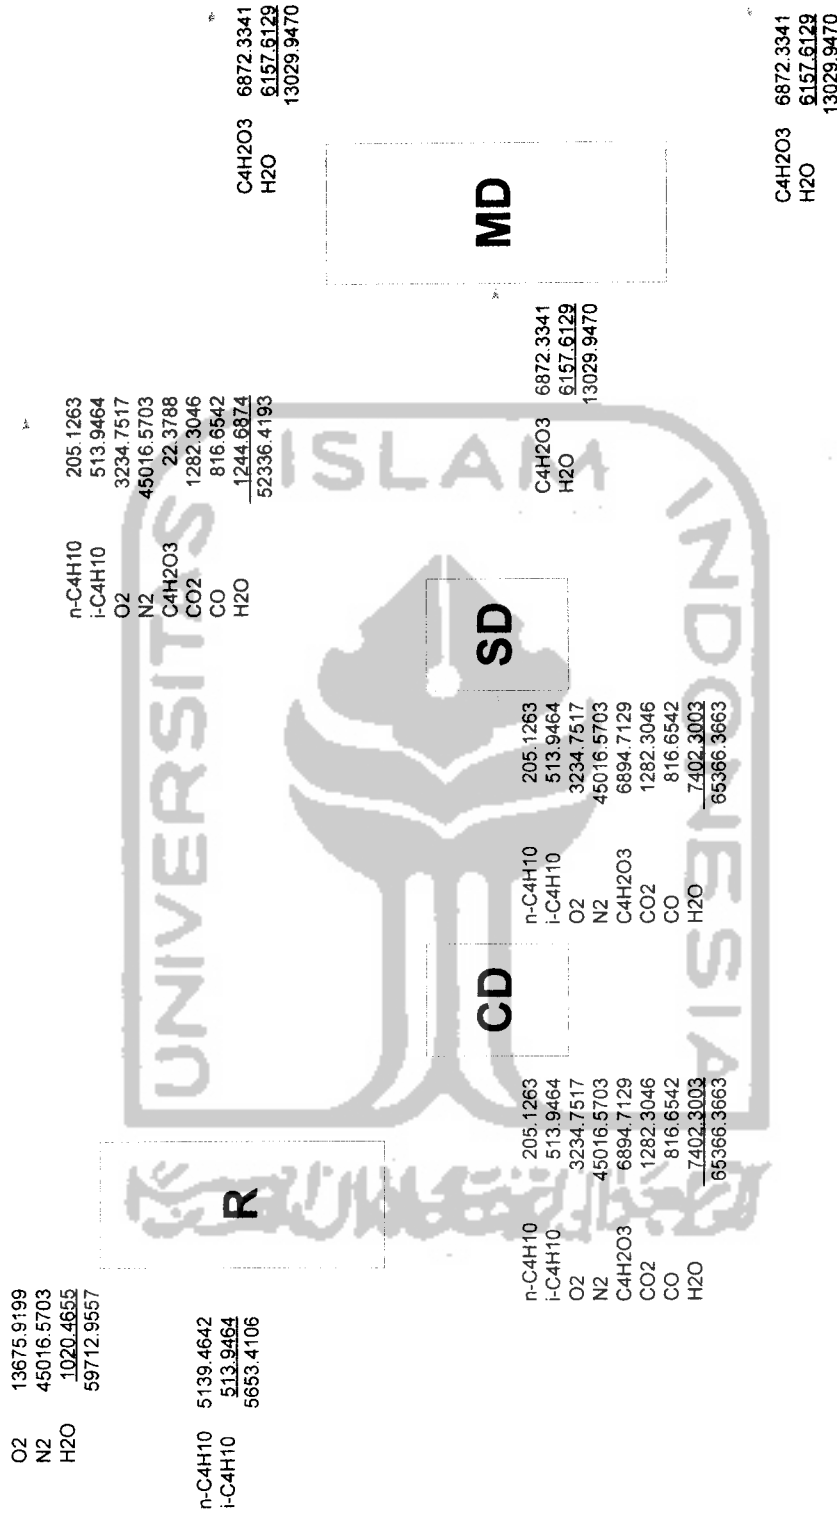 O2 13675.9199
N2 45016.5703
H2O 1020.4655
59712.9557
n-C4H10 5139.4642
i-C4H10 513.9464
5653.4106
R
n-C4H10 205.1263
i-C4H10 513.9464
O2 3234.7517
N2 45016.5703
C4H2O3 6894.7129
CO2 1282.3046
CO 816.6542
H2O 7402.3003
65366.3663
CD
n-C4H10 205.1263
i-C4H10 513.9464
O2 3234.7517
N2 45016.5703
C4H2O3 6894.7129
CO2 1282.3046
CO 816.6542
H2O 7402.3003
65366.3663
SD
n-C4H10 205.1263
i-C4H10 513.9464
O2 3234.7517
N2 45016.5703
C4H2O3 22.3788
CO2 1282.3046
CO 816.6542
H2O 1244.6874
52336.4193
C4H2O3 6872.3341
H2O 6157.6129
13029.9470
MD
C4H2O3 6872.3341
H2O 6157.6129
13029.9470
C4H2O3 6872.3341
H2O 6157.6129
13029.9470
UNIVERSITAS
ISLAM
INDONESIA